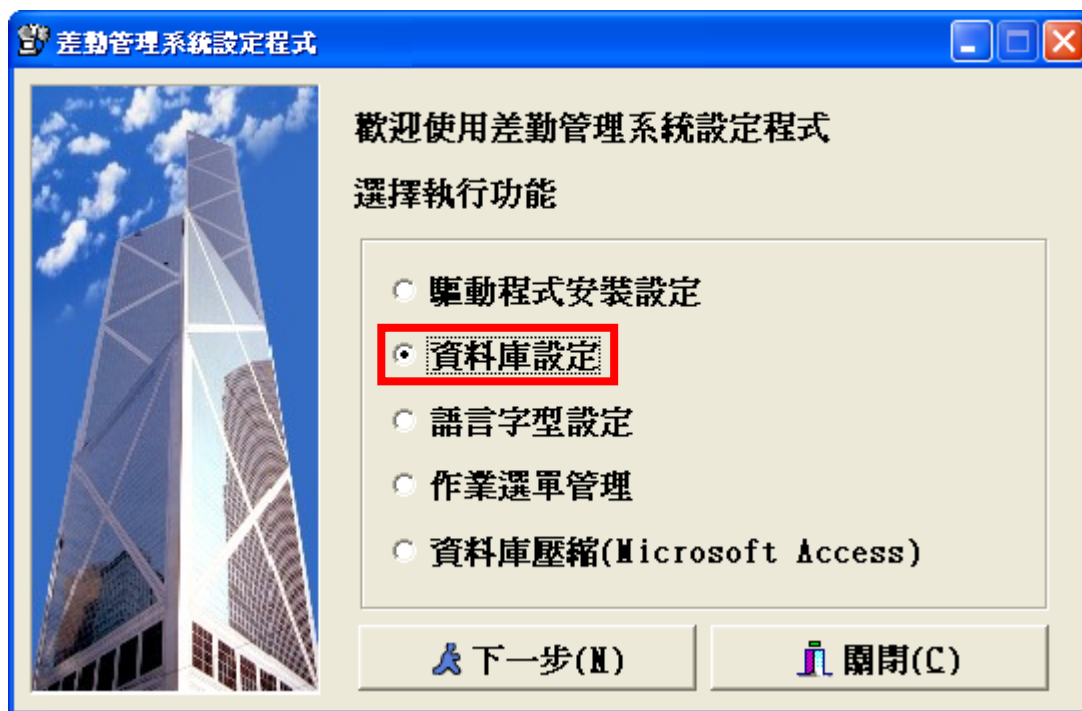 差勤管理系統設定程式
歡迎使用差勤管理系統設定程式
選擇執行功能
驅動程式安裝設定
資料庫設定
語言字型設定
作業選單管理
資料庫壓縮(Microsoft Access)
下一步(N)
關閉(C)